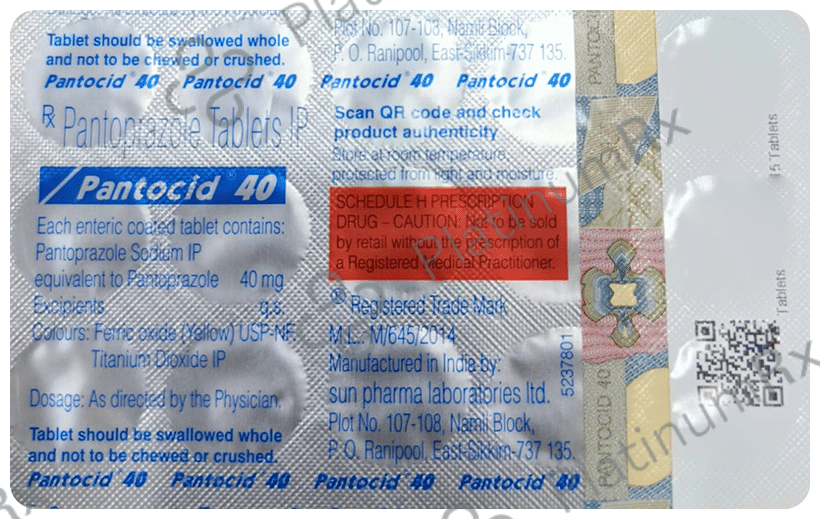 Tablet should be swallowed whole
and not to be chewed or crushed.
Pantocid® 40 Pantocid® 40 Pantocid® 40 Pantocid® 40
Rx Pantoprazole Tablets IP
Pantocid® 40
Each enteric coated tablet contains:
Pantoprazole Sodium IP
equivalent to Pantoprazole 40 mg
Excipients q.s.
Colours: Ferric oxide (Yellow) USP-NF
Titanium Dioxide IP
Dosage: As directed by the Physician.
Tablet should be swallowed whole
and not to be chewed or crushed.
Pantocid® 40 Pantocid® 40 Pantocid® 40 Pantocid® 40
Plot No. 107-108, Namli Block,
P. O. Ranipool, East-Sikkim-737 135.
Scan QR code and check
product authenticity
Store at room temperature,
protected from light and moisture.
SCHEDULE H PRESCRIPTION
DRUG – CAUTION: Not to be sold
by retail without the prescription of
a Registered Medical Practitioner.
® Registered Trade Mark
M.L. M/645/2014
Manufactured in India by:
sun pharma laboratories ltd.
Plot No. 107-108, Namli Block,
P. O. Ranipool, East-Sikkim-737 135.
5237801
PANTOCID
PANTOCID 40
15 Tablets
Tablets
PlatinumRx
PlatinumRx